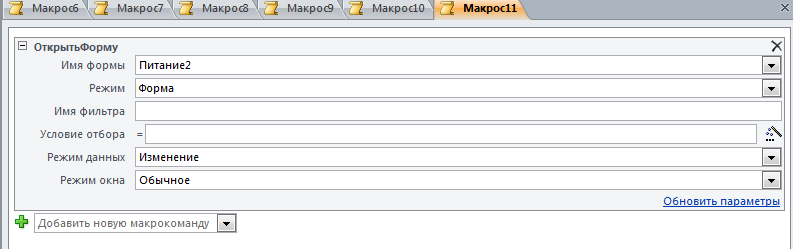 Макрос6 Макрос7 Макрос8 Макрос9 Макрос10 Макрос11
ОткрытьФорму
Имя формы Питание2
Режим Форма
Имя фильтра
Условие отбора =
Режим данных Изменение
Режим окна Обычное
Обновить параметры
Добавить новую макрокоманду